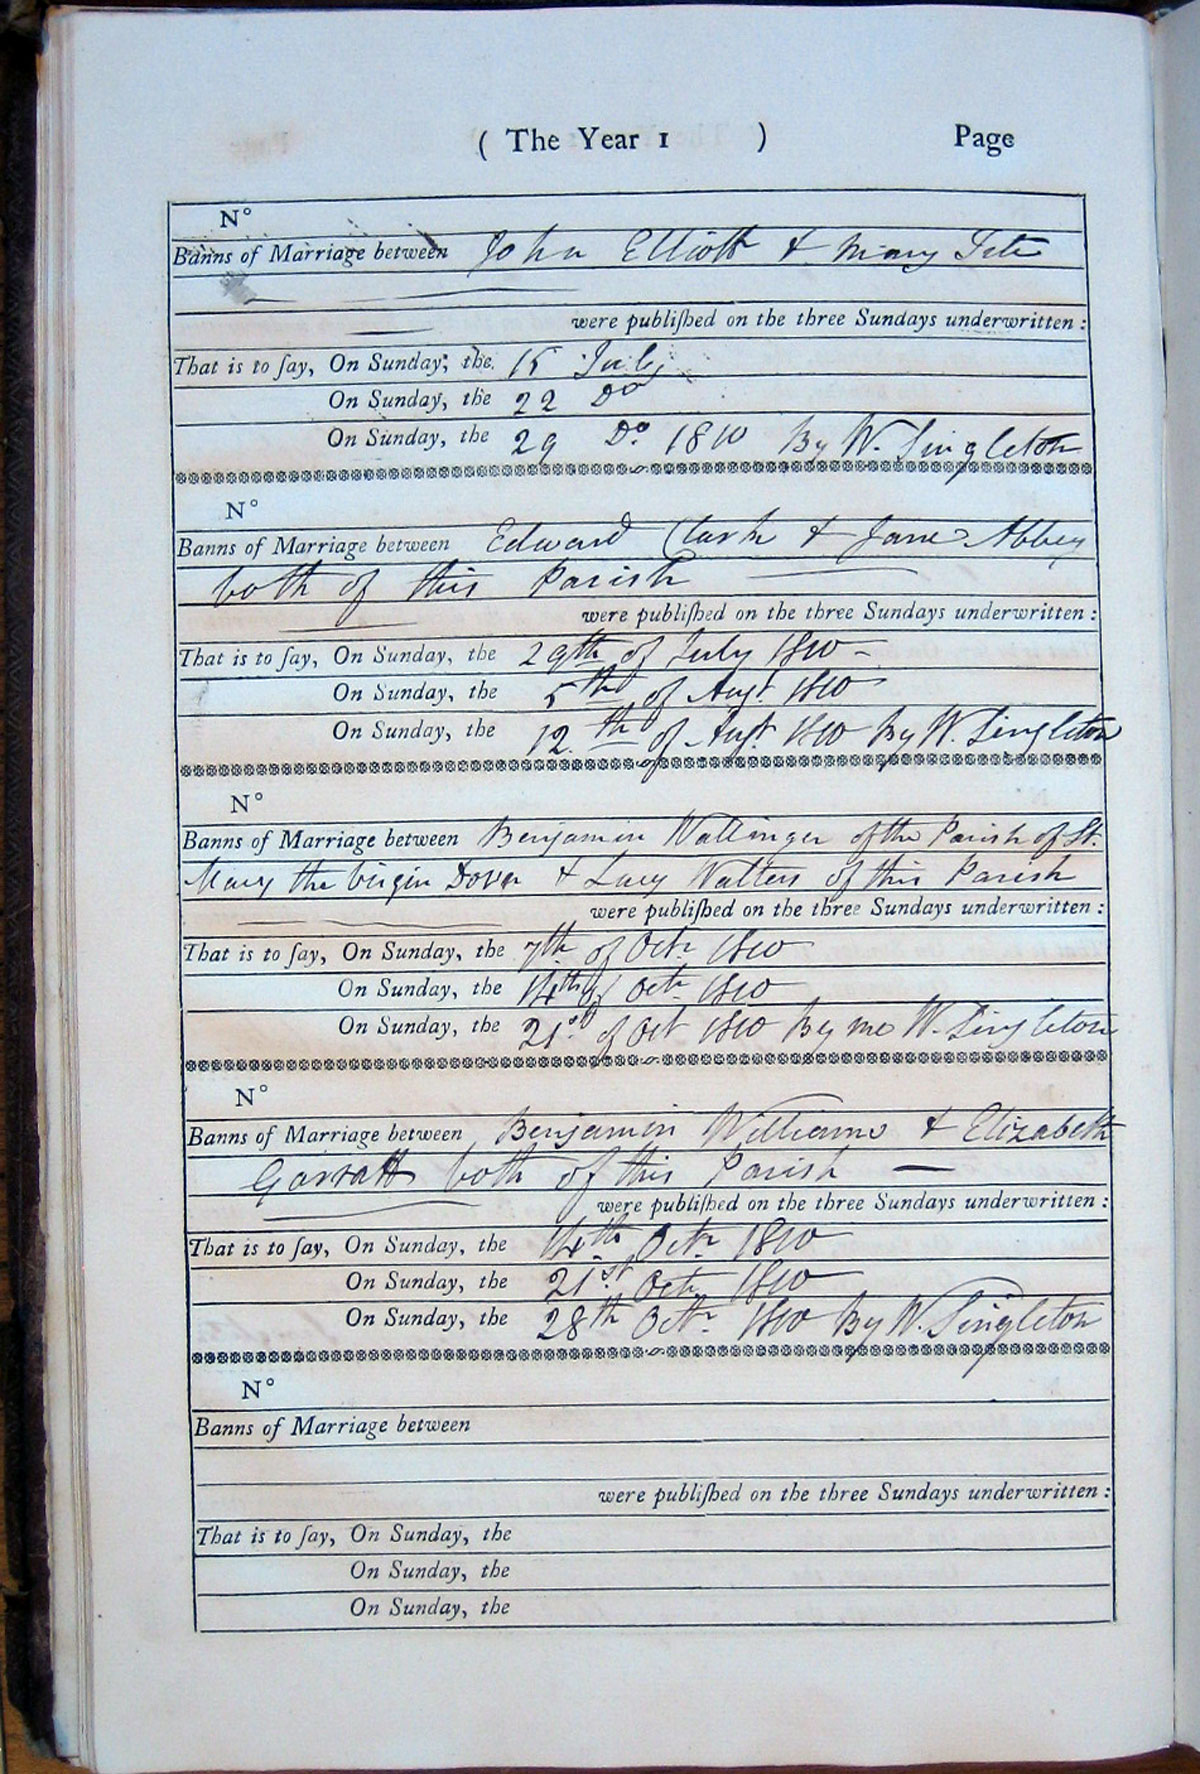 ( The Year 1 ) Page
N°
Banns of Marriage between John Elliott & Mary
were publiſhed on the three Sundays underwritten :
That is to ſay, On Sunday, the 15 July
On Sunday, the 22 Do
On Sunday, the 29 Do. 1810 By W. Singleton
N°
Banns of Marriage between Edward Clark & Jane Abbey
both of this Parish
were publiſhed on the three Sundays underwritten :
That is to ſay, On Sunday, the 29th of July 1810
On Sunday, the 5th of Augt. 1810
On Sunday, the 12th of Augt. 1810 By W. Singleton
N°
Banns of Marriage between Benjamin Wallinger of the Parish of St.
Mary the Virgin Dover & Lucy Walters of this Parish
were publiſhed on the three Sundays underwritten :
That is to ſay, On Sunday, the 7th of Octr 1810
On Sunday, the 14th of Octr 1810
On Sunday, the 21st of Oct 1810 By me W. Singleton
N°
Banns of Marriage between Benjamin Williams & Elizabeth
Garratt both of this Parish
were publiſhed on the three Sundays underwritten :
That is to ſay, On Sunday, the 14th Octr 1810
On Sunday, the 21st Octr 1810
On Sunday, the 28th Octr. 1810 By W. Singleton
N°
Banns of Marriage between
were publiſhed on the three Sundays underwritten :
That is to ſay, On Sunday, the
On Sunday, the
On Sunday, the